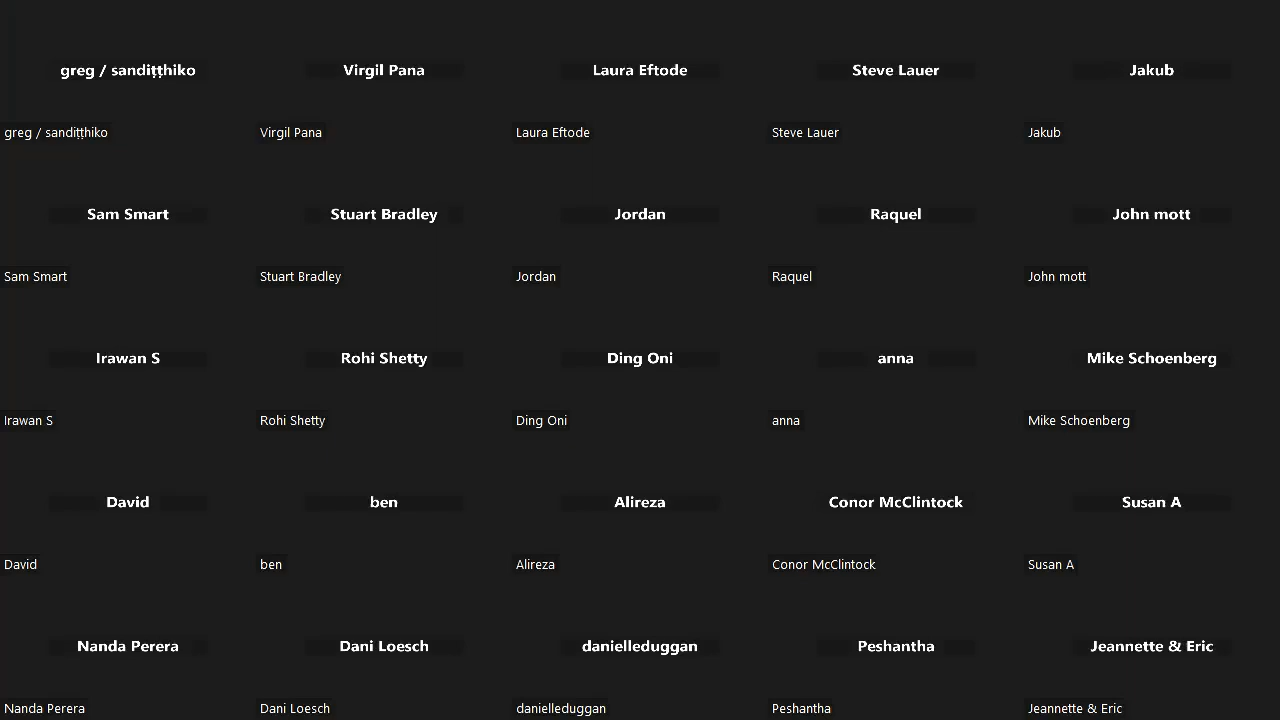 greg / sandiṭṭhiko
Virgil Pana
Laura Eftode
Steve Lauer
Jakub
greg / sandiṭṭhiko
Virgil Pana
Laura Eftode
Steve Lauer
Jakub
Sam Smart
Stuart Bradley
Jordan
Raquel
John mott
Sam Smart
Stuart Bradley
Jordan
Raquel
John mott
Irawan S
Rohi Shetty
Ding Oni
anna
Mike Schoenberg
Irawan S
Rohi Shetty
Ding Oni
anna
Mike Schoenberg
David
ben
Alireza
Conor McClintock
Susan A
David
ben
Alireza
Conor McClintock
Susan A
Nanda Perera
Dani Loesch
danielleduggan
Peshantha
Jeannette & Eric
Nanda Perera
Dani Loesch
danielleduggan
Peshantha
Jeannette & Eric